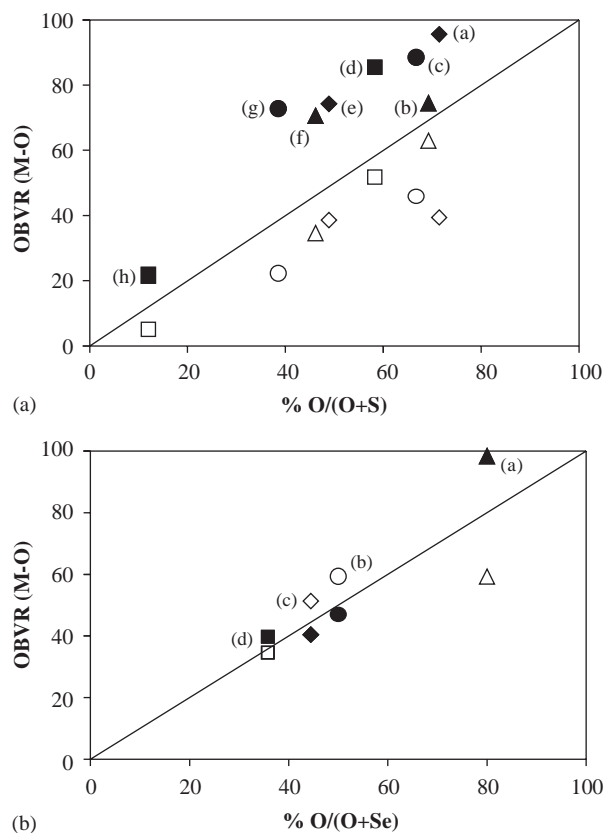 100
80
60
40
20
0
OBVR (M-O)
(a)
(c)
(d)
(g)
(e)
(b)
(f)
(h)
0 20 40 60 80 100
(a)
% O/(O+S)
100
80
60
40
20
0
OBVR (M-O)
(a)
(b)
(c)
(d)
0 20 40 60 80 100
(b)
% O/(O+Se)